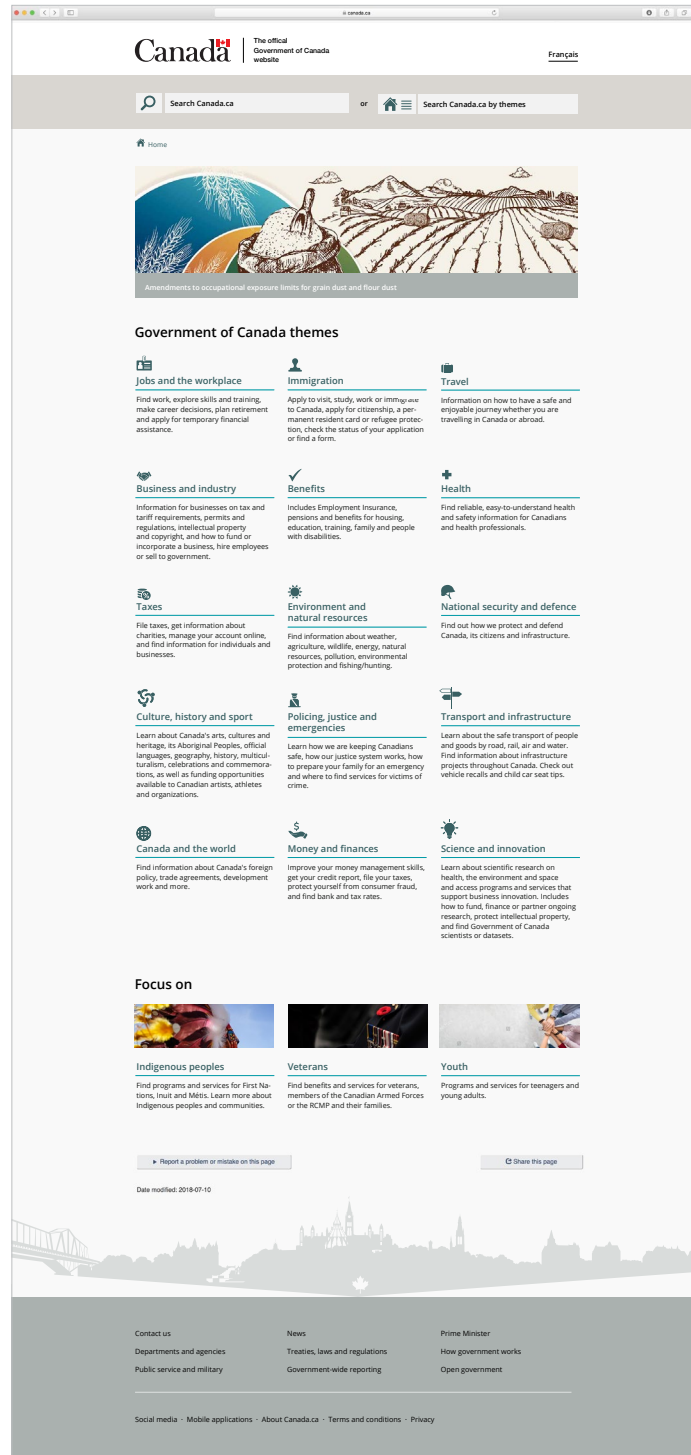 canada.ca
Canada
The offical
Government of Canada
website
Français
Search Canada.ca
or
Search Canada.ca by themes
Home
Amendments to occupational exposure limits for grain dust and flour dust
Government of Canada themes
Jobs and the workplace
Find work, explore skills and training,
make career decisions, plan retirement
and apply for temporary financial
assistance.
Immigration
Apply to visit, study, work or
to Canada, apply for citizenship, a per-
manent resident card or refugee protec-
tion, check the status of your application
or find a form.
Travel
Information on how to have a safe and
enjoyable journey whether you are
travelling in Canada or abroad.
Business and industry
Information for businesses on tax and
tariff requirements, permits and
regulations, intellectual property
and copyright, and how to fund or
incorporate a business, hire employees
or sell to government.
Benefits
Includes Employment Insurance,
pensions and benefits for housing,
education, training, family and people
with disabilities.
Health
Find reliable, easy-to-understand health
and safety information for Canadians
and health professionals.
Taxes
File taxes, get information about
charities, manage your account online,
and find information for individuals and
businesses.
Environment and
natural resources
Find information about weather,
agriculture, wildlife, energy, natural
resources, pollution, environmental
protection and fishing/hunting.
National security and defence
Find out how we protect and defend
Canada, its citizens and infrastructure.
Culture, history and sport
Learn about Canada's arts, cultures and
heritage, its Aboriginal Peoples, official
languages, geography, history, multicul-
turalism, celebrations and commemora-
tions, as well as funding opportunities
available to Canadian artists, athletes
and organizations.
Policing, justice and
emergencies
Learn how we are keeping Canadians
safe, how our justice system works, how
to prepare your family for an emergency
and where to find services for victims of
crime.
Transport and infrastructure
Learn about the safe transport of people
and goods by road, rail, air and water.
Find information about infrastructure
projects throughout Canada. Check out
vehicle recalls and child car seat tips.
Canada and the world
Find information about Canada's foreign
policy, trade agreements, development
work and more.
Money and finances
Improve your money management skills,
get your credit report, file your taxes,
protect yourself from consumer fraud,
and find bank and tax rates.
Science and innovation
Learn about scientific research on
health, the environment and space
and access programs and services that
support business innovation. Includes
how to fund, finance or partner ongoing
research, protect intellectual property,
and find Government of Canada
scientists or datasets.
Focus on
Indigenous peoples
Find programs and services for First Na-
tions, Inuit and Métis. Learn more about
Indigenous peoples and communities.
Veterans
Find benefits and services for veterans,
members of the Canadian Armed Forces
or the RCMP and their families.
Youth
Programs and services for teenagers and
young adults.
Report a problem or mistake on this page
Share this page
Date modified: 2018-07-10
Contact us
News
Prime Minister
Departments and agencies
Treaties, laws and regulations
How government works
Public service and military
Government-wide reporting
Open government
Social media · Mobile applications · About Canada.ca · Terms and conditions · Privacy